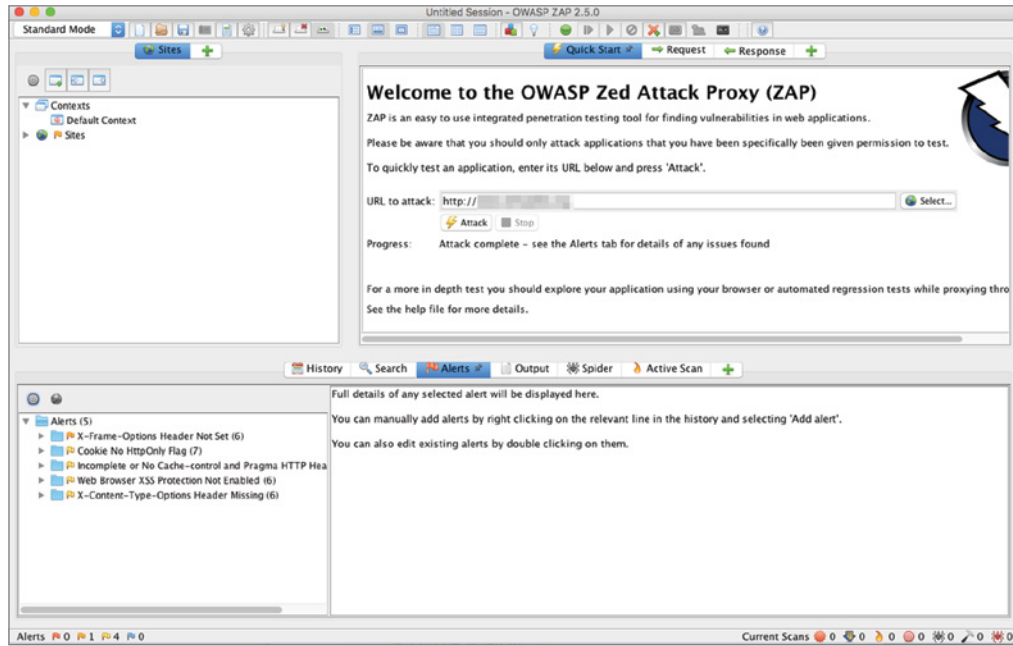 Untitled Session - OWASP ZAP 2.5.0
Standard Mode
Sites
Quick Start
Request
Response
Contexts
Default Context
Sites
Welcome to the OWASP Zed Attack Proxy (ZAP)
ZAP is an easy to use integrated penetration testing tool for finding vulnerabilities in web applications.
Please be aware that you should only attack applications that you have been specifically been given permission to test.
To quickly test an application, enter its URL below and press 'Attack'.
URL to attack: http:// Select...
Attack Stop
Progress: Attack complete - see the Alerts tab for details of any issues found
For a more in depth test you should explore your application using your browser or automated regression tests while proxying thro
See the help file for more details.
History Search Alerts Output Spider Active Scan
Alerts (5)
X-Frame-Options Header Not Set (6)
Cookie No HttpOnly Flag (7)
Incomplete or No Cache-control and Pragma HTTP Hea
Web Browser XSS Protection Not Enabled (6)
X-Content-Type-Options Header Missing (6)
Full details of any selected alert will be displayed here.
You can manually add alerts by right clicking on the relevant line in the history and selecting 'Add alert'.
You can also edit existing alerts by double clicking on them.
Alerts 0 1 4 0
Current Scans 0 0 0 0 0 0 0